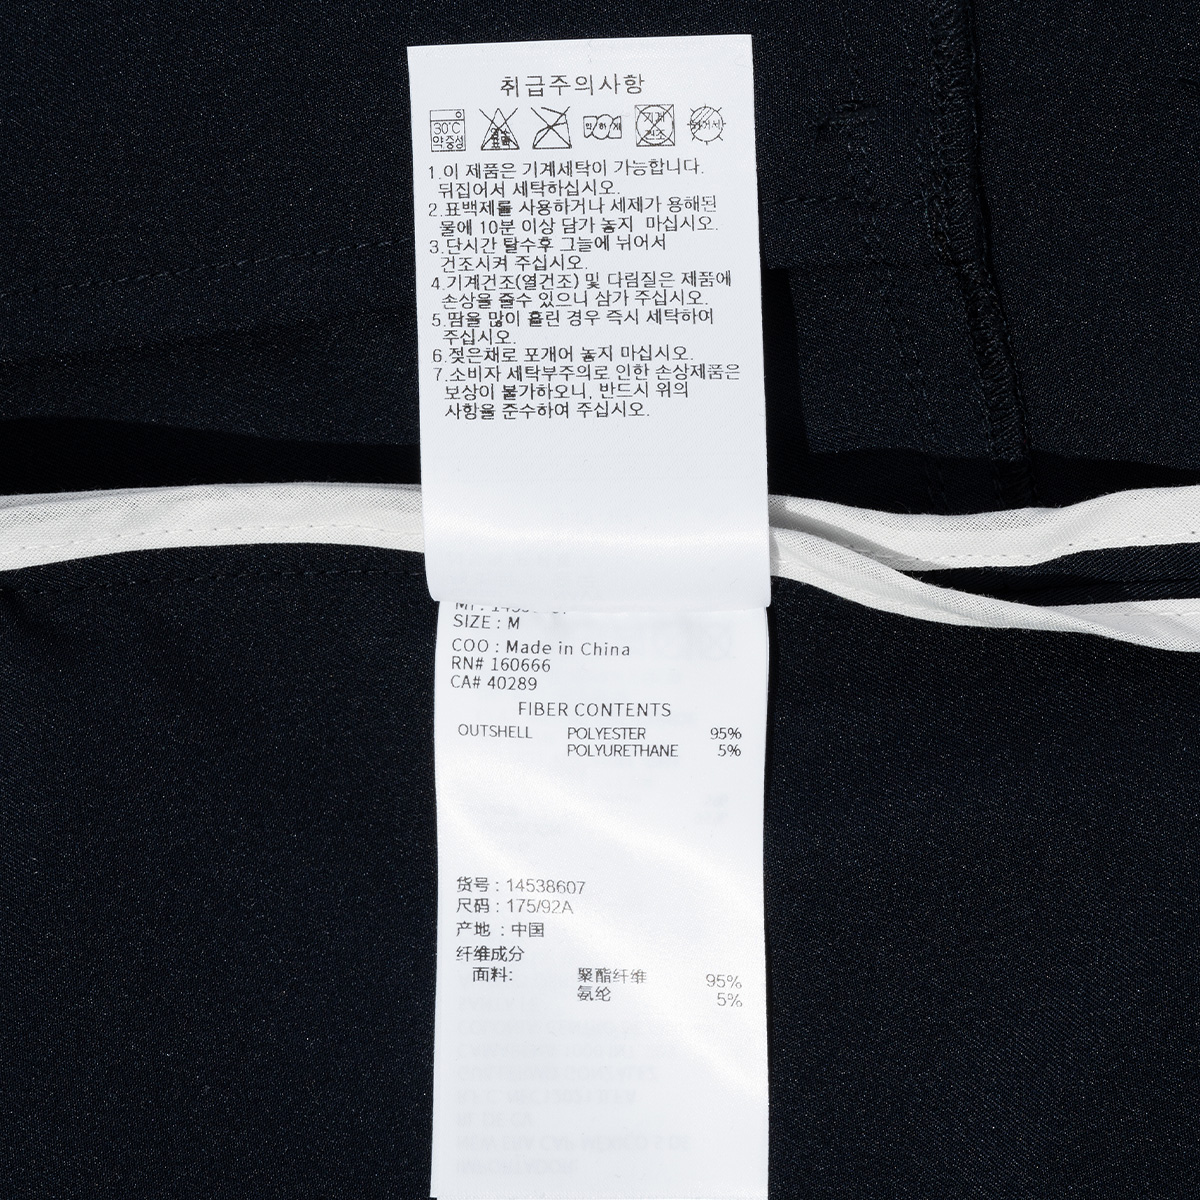 취급주의사항
30℃
약 중성
1.이 제품은 기계세탁이 가능합니다.
뒤집어서 세탁하십시오.
2.표백제를 사용하거나 세제가 용해된
물에 10분 이상 담가 놓지 마십시오.
3.단시간 탈수후 그늘에 뉘어서
건조시켜 주십시오.
4.기계건조(열건조) 및 다림질은 제품에
손상을 줄수 있으니 삼가 주십시오.
5.땀을 많이 흘린 경우 즉시 세탁하여
주십시오.
6.젖은채로 포개어 놓지 마십시오.
7.소비자 세탁부주의로 인한 손상제품은
보상이 불가하오니, 반드시 위의
사항을 준수하여 주십시오.
SIZE : M
COO : Made in China
RN# 160666
CA# 40289
FIBER CONTENTS
OUTSHELL POLYESTER 95%
POLYURETHANE 5%
货号 : 14538607
尺码 : 175/92A
产地 : 中国
纤维成分
面料: 聚酯纤维 95%
氨纶 5%